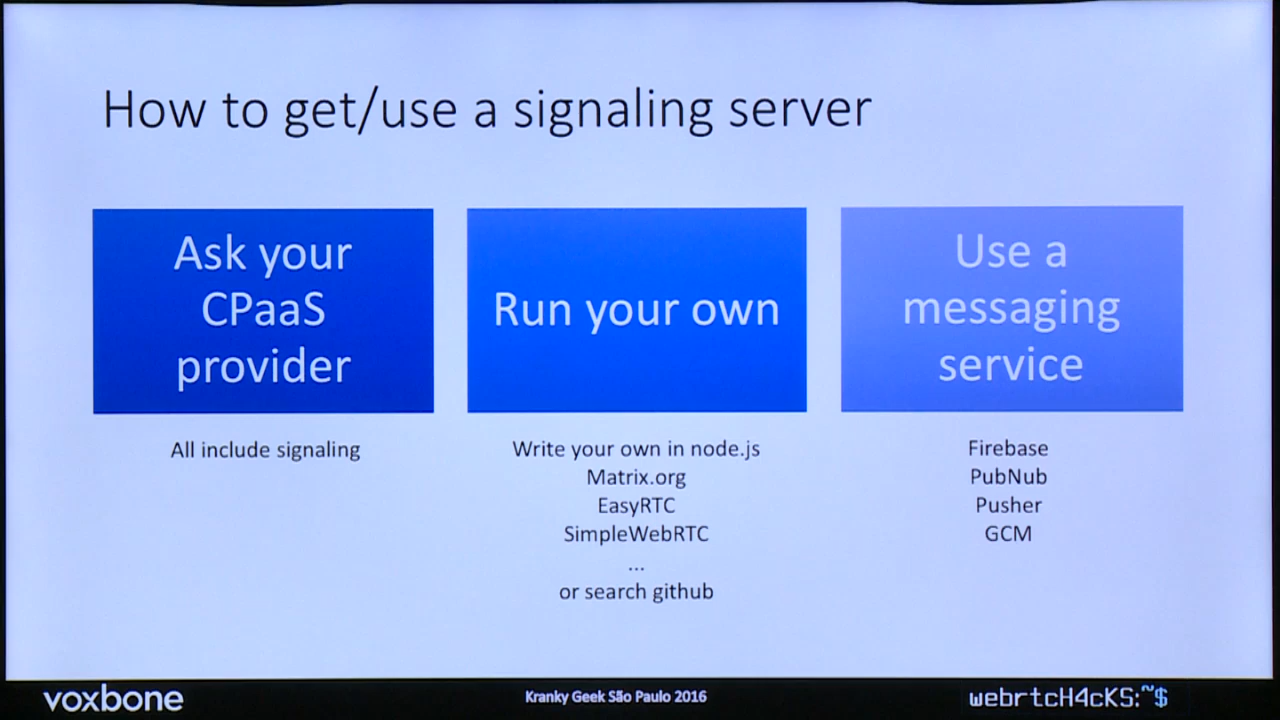 How to get/use a signaling server
Ask your
CPaaS
provider
All include signaling
Run your own
Write your own in node.js
Matrix.org
EasyRTC
SimpleWebRTC
...
or search github
Use a
messaging
service
Firebase
PubNub
Pusher
GCM
voxbone
Kranky Geek São Paulo 2016
webrtcH4cKS:~$